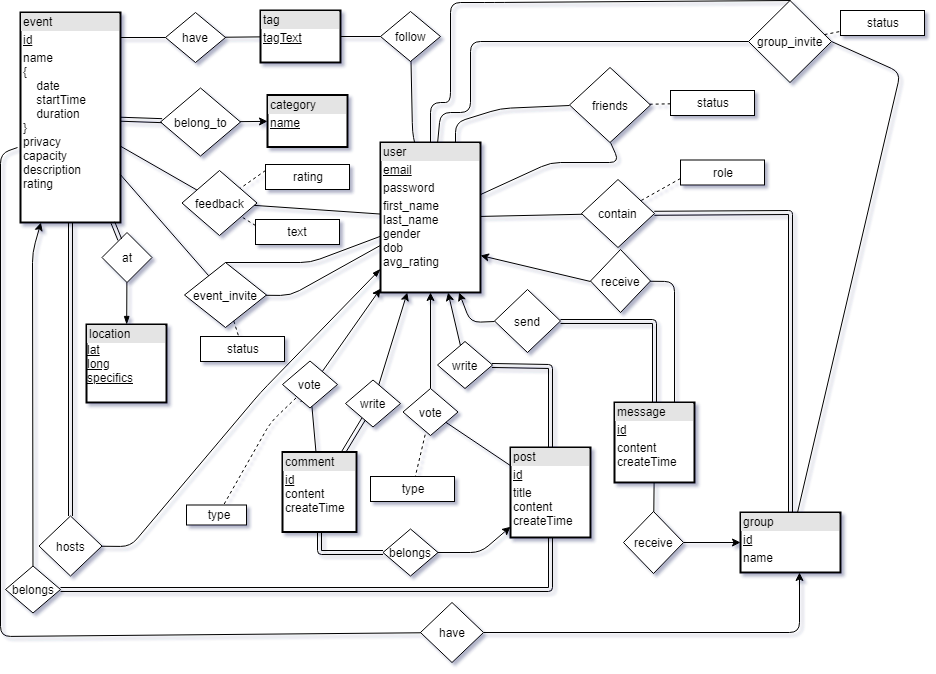 event
id
name
{
date
startTime
duration
}
privacy
capacity
description
rating
have
tag
tagText
follow
group_invite
status
belong_to
category
name
friends
status
feedback
rating
text
user
email
password
first_name
last_name
gender
dob
avg_rating
contain
role
at
event_invite
status
receive
location
lat
long
specifics
send
vote
write
vote
write
type
type
comment
id
content
createTime
post
id
title
content
createTime
message
id
content
createTime
hosts
belongs
receive
group
id
name
belongs
have